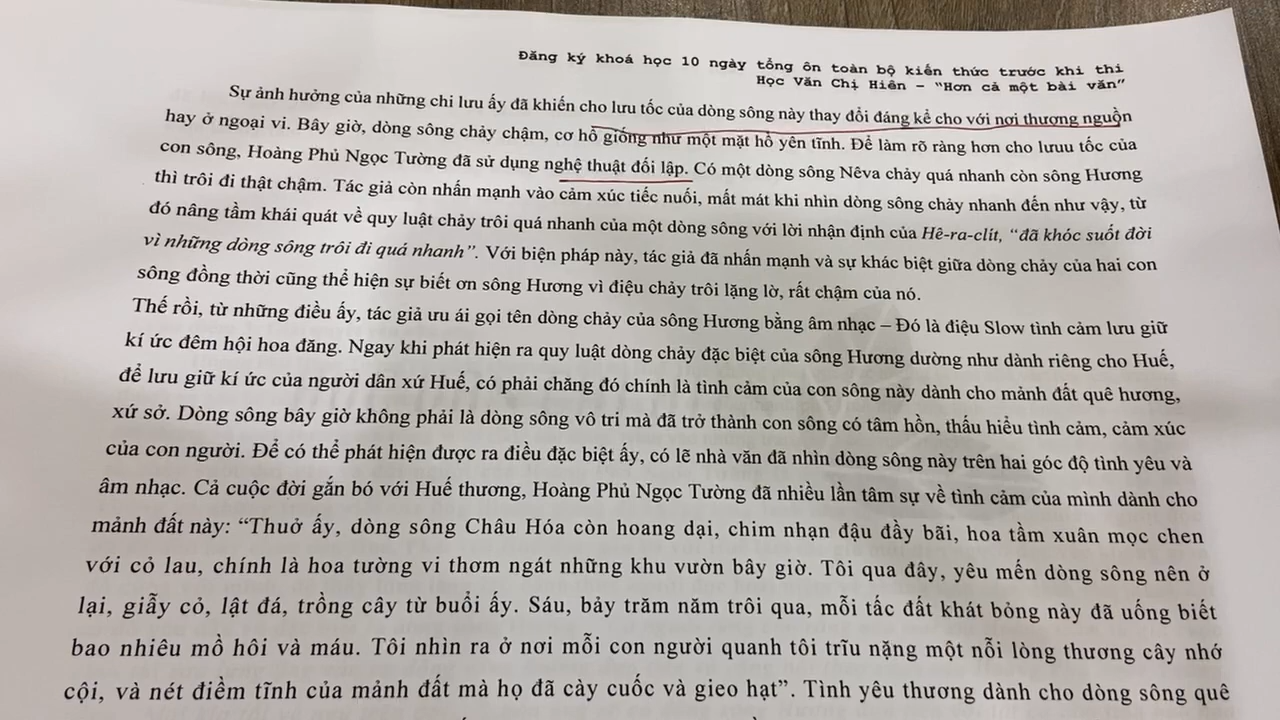 Đăng ký khoá học 10 ngày tổng ôn toàn bộ kiến thức trước khi thi
Học Văn Chị Hiên – "Hơn cả một bài văn"
Sự ảnh hưởng của những chi lưu ấy đã khiến cho lưu tốc của dòng sông này thay đổi đáng kể cho với nơi thượng nguồn
hay ở ngoại vi. Bây giờ, dòng sông chảy chậm, cơ hồ giống như một mặt hồ yên tĩnh. Để làm rõ ràng hơn cho lưuu tốc của
con sông, Hoàng Phủ Ngọc Tường đã sử dụng nghệ thuật đối lập. Có một dòng sông Nêva chảy quá nhanh còn sông Hương
thì trôi đi thật chậm. Tác giả còn nhấn mạnh vào cảm xúc tiếc nuối, mất mát khi nhìn dòng sông chảy nhanh đến như vậy, từ
đó nâng tầm khái quát về quy luật chảy trôi quá nhanh của một dòng sông với lời nhận định của Hê-ra-clít, "đã khóc suốt đời
vì những dòng sông trôi đi quá nhanh". Với biện pháp này, tác giả đã nhấn mạnh và sự khác biệt giữa dòng chảy của hai con
sông đồng thời cũng thể hiện sự biết ơn sông Hương vì điệu chảy trôi lặng lờ, rất chậm của nó.
Thế rồi, từ những điều ấy, tác giả ưu ái gọi tên dòng chảy của sông Hương bằng âm nhạc – Đó là điệu Slow tình cảm lưu giữ
kí ức đêm hội hoa đăng. Ngay khi phát hiện ra quy luật dòng chảy đặc biệt của sông Hương dường như dành riêng cho Huế,
để lưu giữ kí ức của người dân xứ Huế, có phải chăng đó chính là tình cảm của con sông này dành cho mảnh đất quê hương,
xứ sở. Dòng sông bây giờ không phải là dòng sông vô tri mà đã trở thành con sông có tâm hồn, thấu hiểu tình cảm, cảm xúc
của con người. Để có thể phát hiện được ra điều đặc biệt ấy, có lẽ nhà văn đã nhìn dòng sông này trên hai góc độ tình yêu và
âm nhạc. Cả cuộc đời gắn bó với Huế thương, Hoàng Phủ Ngọc Tường đã nhiều lần tâm sự về tình cảm của mình dành cho
mảnh đất này: "Thuở ấy, dòng sông Châu Hóa còn hoang dại, chim nhạn đậu đầy bãi, hoa tầm xuân mọc chen
với cỏ lau, chính là hoa tường vi thơm ngát những khu vườn bây giờ. Tôi qua đây, yêu mến dòng sông nên ở
lại, giẫy cỏ, lật đá, trồng cây từ buổi ấy. Sáu, bảy trăm năm trôi qua, mỗi tấc đất khát bỏng này đã uống biết
bao nhiêu mồ hôi và máu. Tôi nhìn ra ở nơi mỗi con người quanh tôi trĩu nặng một nỗi lòng thương cây nhớ
cội, và nét điềm tĩnh của mảnh đất mà họ đã cày cuốc và gieo hạt". Tình yêu thương dành cho dòng sông quê